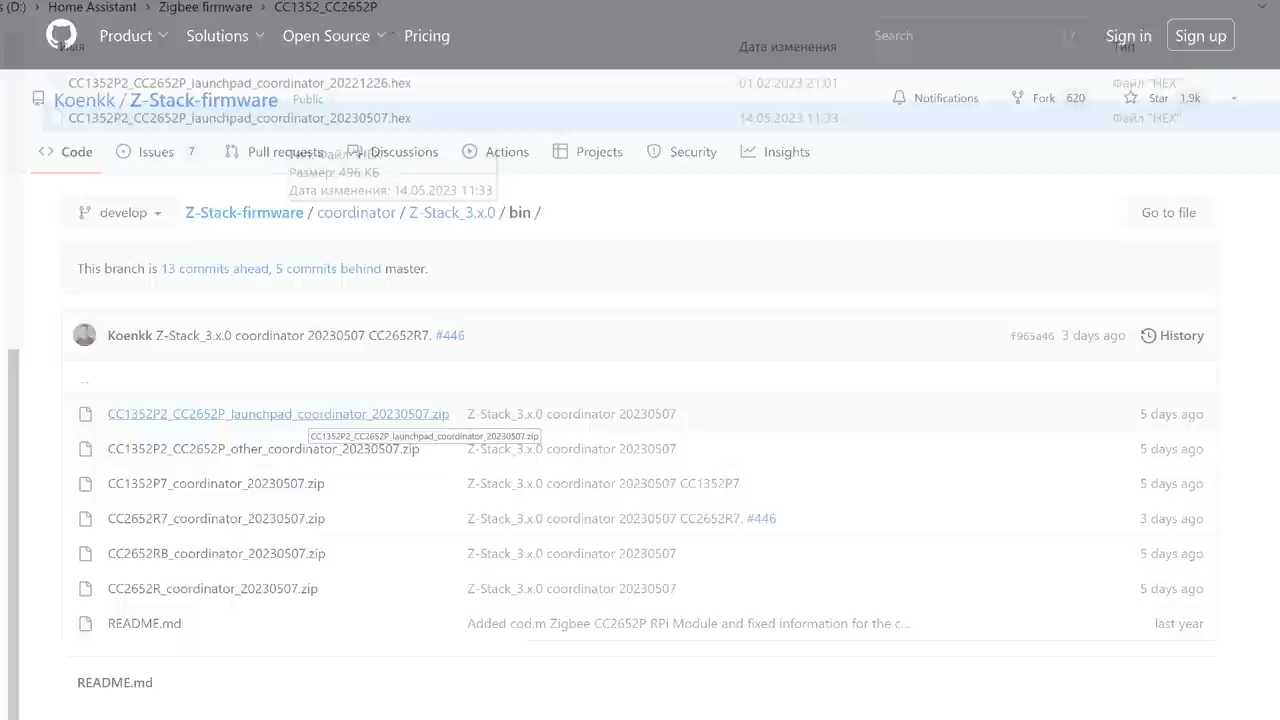 s (D:) › Home Assistant › Zigbee firmware › CC1352_CC2652P
Product Solutions Open Source Pricing Search / Sign in Sign up
Имя Дата изменения Тип
CC1352P2_CC2652P_launchpad_coordinator_20221226.hex 01.02.2023 21:01 Файл "HEX"
Koenkk / Z-Stack-firmware Public Notifications Fork 620 Star 1.9k
CC1352P2_CC2652P_launchpad_coordinator_20230507.hex 14.05.2023 11:33 Файл "HEX"
Code Issues 7 Pull requests Discussions Actions Projects Security Insights
Тип: Файл "HEX"
Размер: 496 КБ
Дата изменения: 14.05.2023 11:33
develop Z-Stack-firmware / coordinator / Z-Stack_3.x.0 / bin / Go to file
This branch is 13 commits ahead, 5 commits behind master.
Koenkk Z-Stack_3.x.0 coordinator 20230507 CC2652R7. #446 f965a46 3 days ago History
..
CC1352P2_CC2652P_launchpad_coordinator_20230507.zip Z-Stack_3.x.0 coordinator 20230507 5 days ago
CC1352P2_CC2652P_launchpad_coordinator_20230507.zip
CC1352P2_CC2652P_other_coordinator_20230507.zip Z-Stack_3.x.0 coordinator 20230507 5 days ago
CC1352P7_coordinator_20230507.zip Z-Stack_3.x.0 coordinator 20230507 CC1352P7 5 days ago
CC2652R7_coordinator_20230507.zip Z-Stack_3.x.0 coordinator 20230507 CC2652R7. #446 3 days ago
CC2652RB_coordinator_20230507.zip Z-Stack_3.x.0 coordinator 20230507 5 days ago
CC2652R_coordinator_20230507.zip Z-Stack_3.x.0 coordinator 20230507 5 days ago
README.md Added cod.m Zigbee CC2652P RPi Module and fixed information for the c... last year
README.md